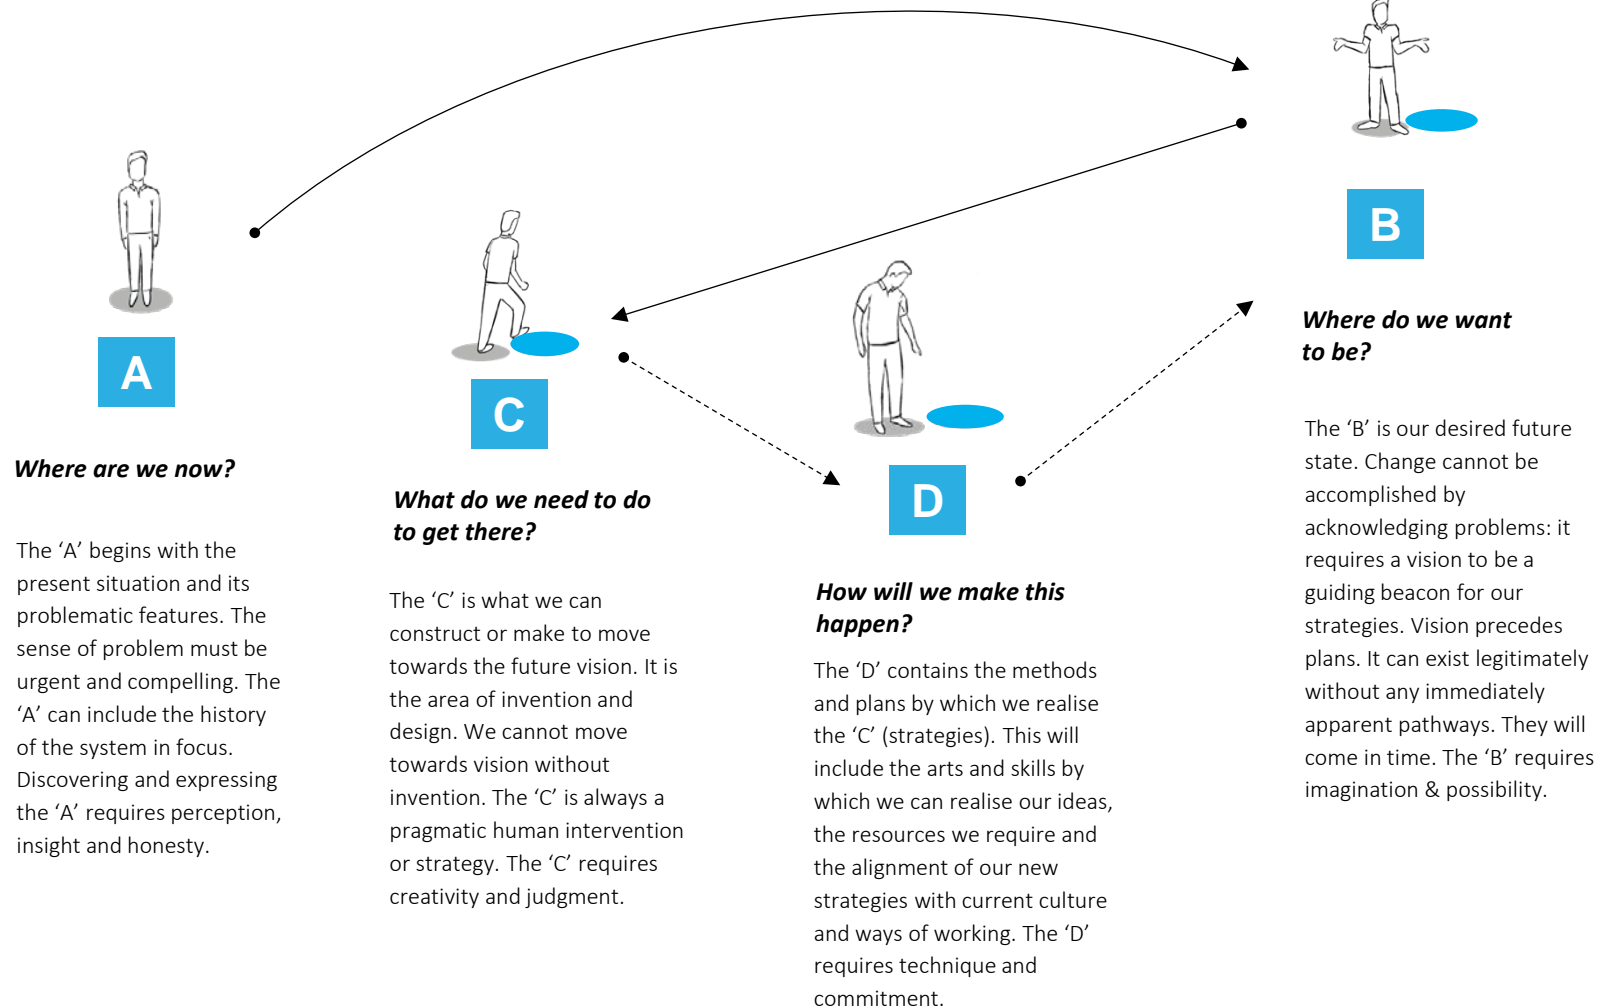 A
Where are we now?
The ‘A’ begins with the
present situation and its
problematic features. The
sense of problem must be
urgent and compelling. The
‘A’ can include the history
of the system in focus.
Discovering and expressing
the ‘A’ requires perception,
insight and honesty.
C
What do we need to do
to get there?
The ‘C’ is what we can
construct or make to move
towards the future vision. It is
the area of invention and
design. We cannot move
towards vision without
invention. The ‘C’ is always a
pragmatic human intervention
or strategy. The ‘C’ requires
creativity and judgment.
D
How will we make this
happen?
The ‘D’ contains the methods
and plans by which we realise
the ‘C’ (strategies). This will
include the arts and skills by
which we can realise our ideas,
the resources we require and
the alignment of our new
strategies with current culture
and ways of working. The ‘D’
requires technique and
commitment.
B
Where do we want
to be?
The ‘B’ is our desired future
state. Change cannot be
accomplished by
acknowledging problems: it
requires a vision to be a
guiding beacon for our
strategies. Vision precedes
plans. It can exist legitimately
without any immediately
apparent pathways. They will
come in time. The ‘B’ requires
imagination & possibility.